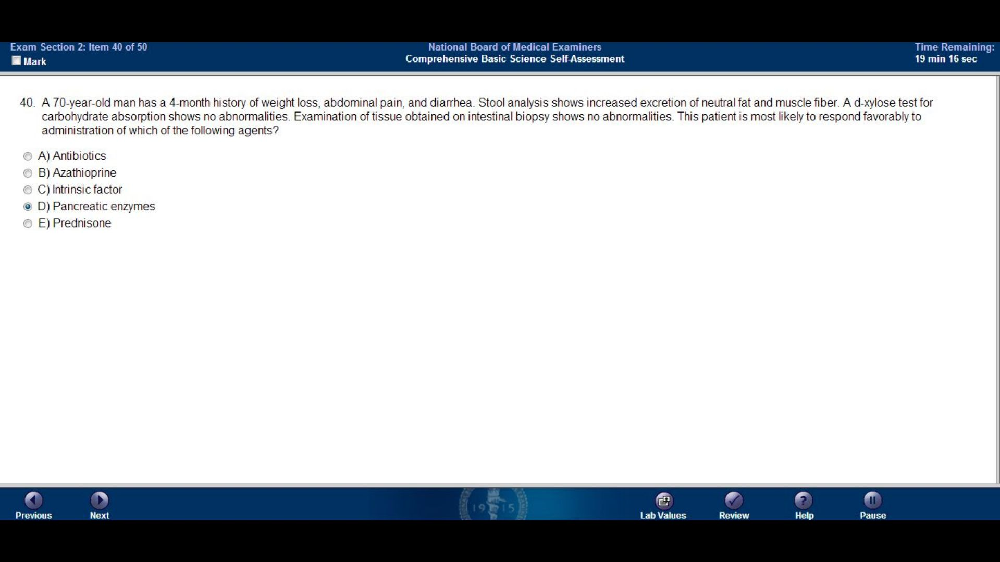 Exam Section 2: Item 40 of 50
Mark
National Board of Medical Examiners
Comprehensive Basic Science Self-Assessment
Time Remaining:
19 min 16 sec
40. A 70-year-old man has a 4-month history of weight loss, abdominal pain, and diarrhea. Stool analysis shows increased excretion of neutral fat and muscle fiber. A d-xylose test for
carbohydrate absorption shows no abnormalities. Examination of tissue obtained on intestinal biopsy shows no abnormalities. This patient is most likely to respond favorably to
administration of which of the following agents?
A) Antibiotics
B) Azathioprine
C) Intrinsic factor
D) Pancreatic enzymes
E) Prednisone
1915
Previous
Next
Lab Values
Review
Help
Pause